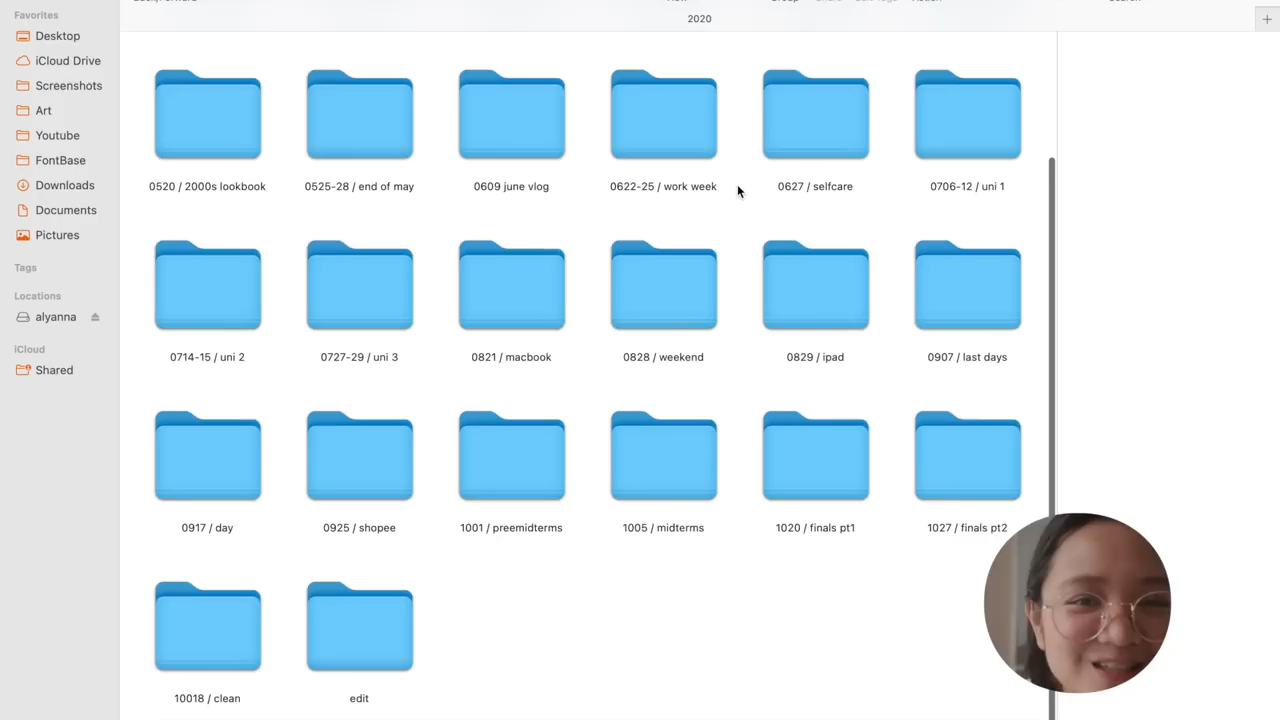 Favorites
Desktop
iCloud Drive
Screenshots
Art
Youtube
FontBase
Downloads
Documents
Pictures
Tags
Locations
alyanna
iCloud
Shared
2020
0520 / 2000s lookbook
0525-28 / end of may
0609 june vlog
0622-25 / work week
0627 / selfcare
0706-12 / uni 1
0714-15 / uni 2
0727-29 / uni 3
0821 / macbook
0828 / weekend
0829 / ipad
0907 / last days
0917 / day
0925 / shopee
1001 / preemidterms
1005 / midterms
1020 / finals pt1
1027 / finals pt2
10018 / clean
edit